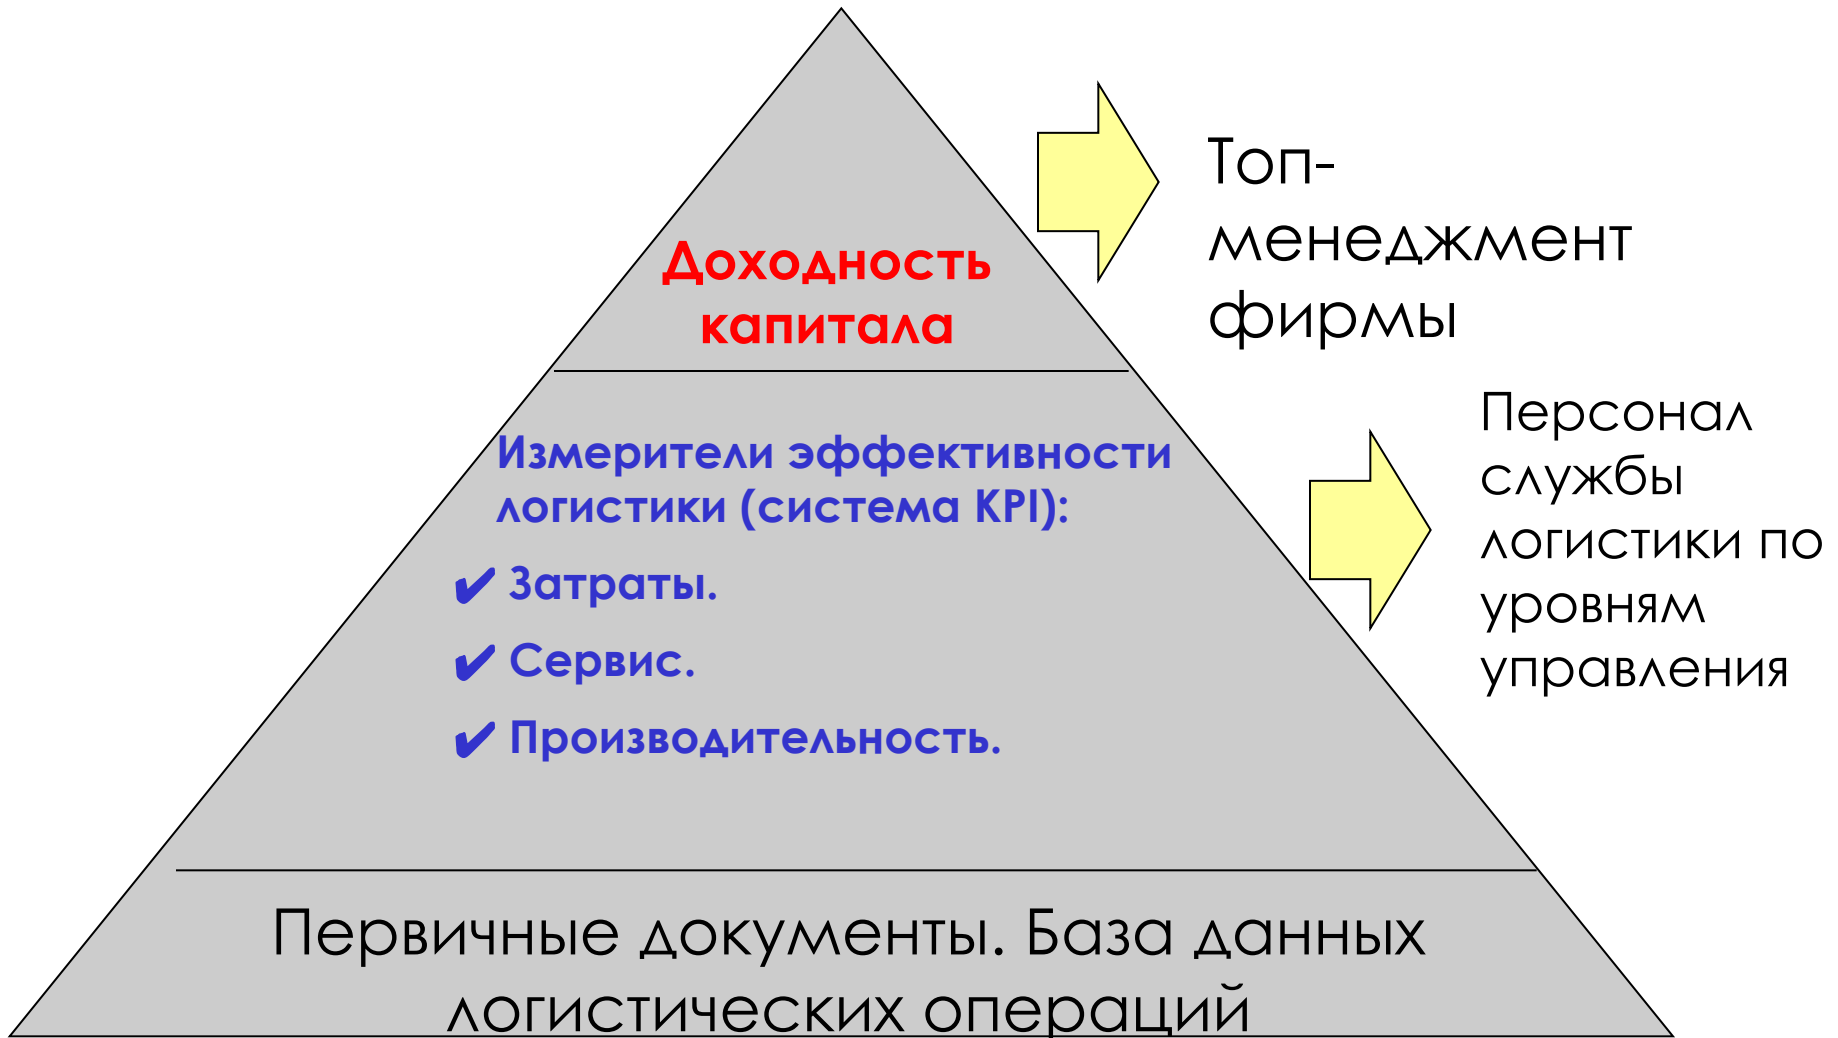 Топ-
менеджмент
фирмы
Доходность
капитала
Персонал
службы
логистики по
уровням
управления
Измерители эффективности
логистики (система KPI):
✔ Затраты.
✔ Сервис.
✔ Производительность.
Первичные документы. База данных
логистических операций